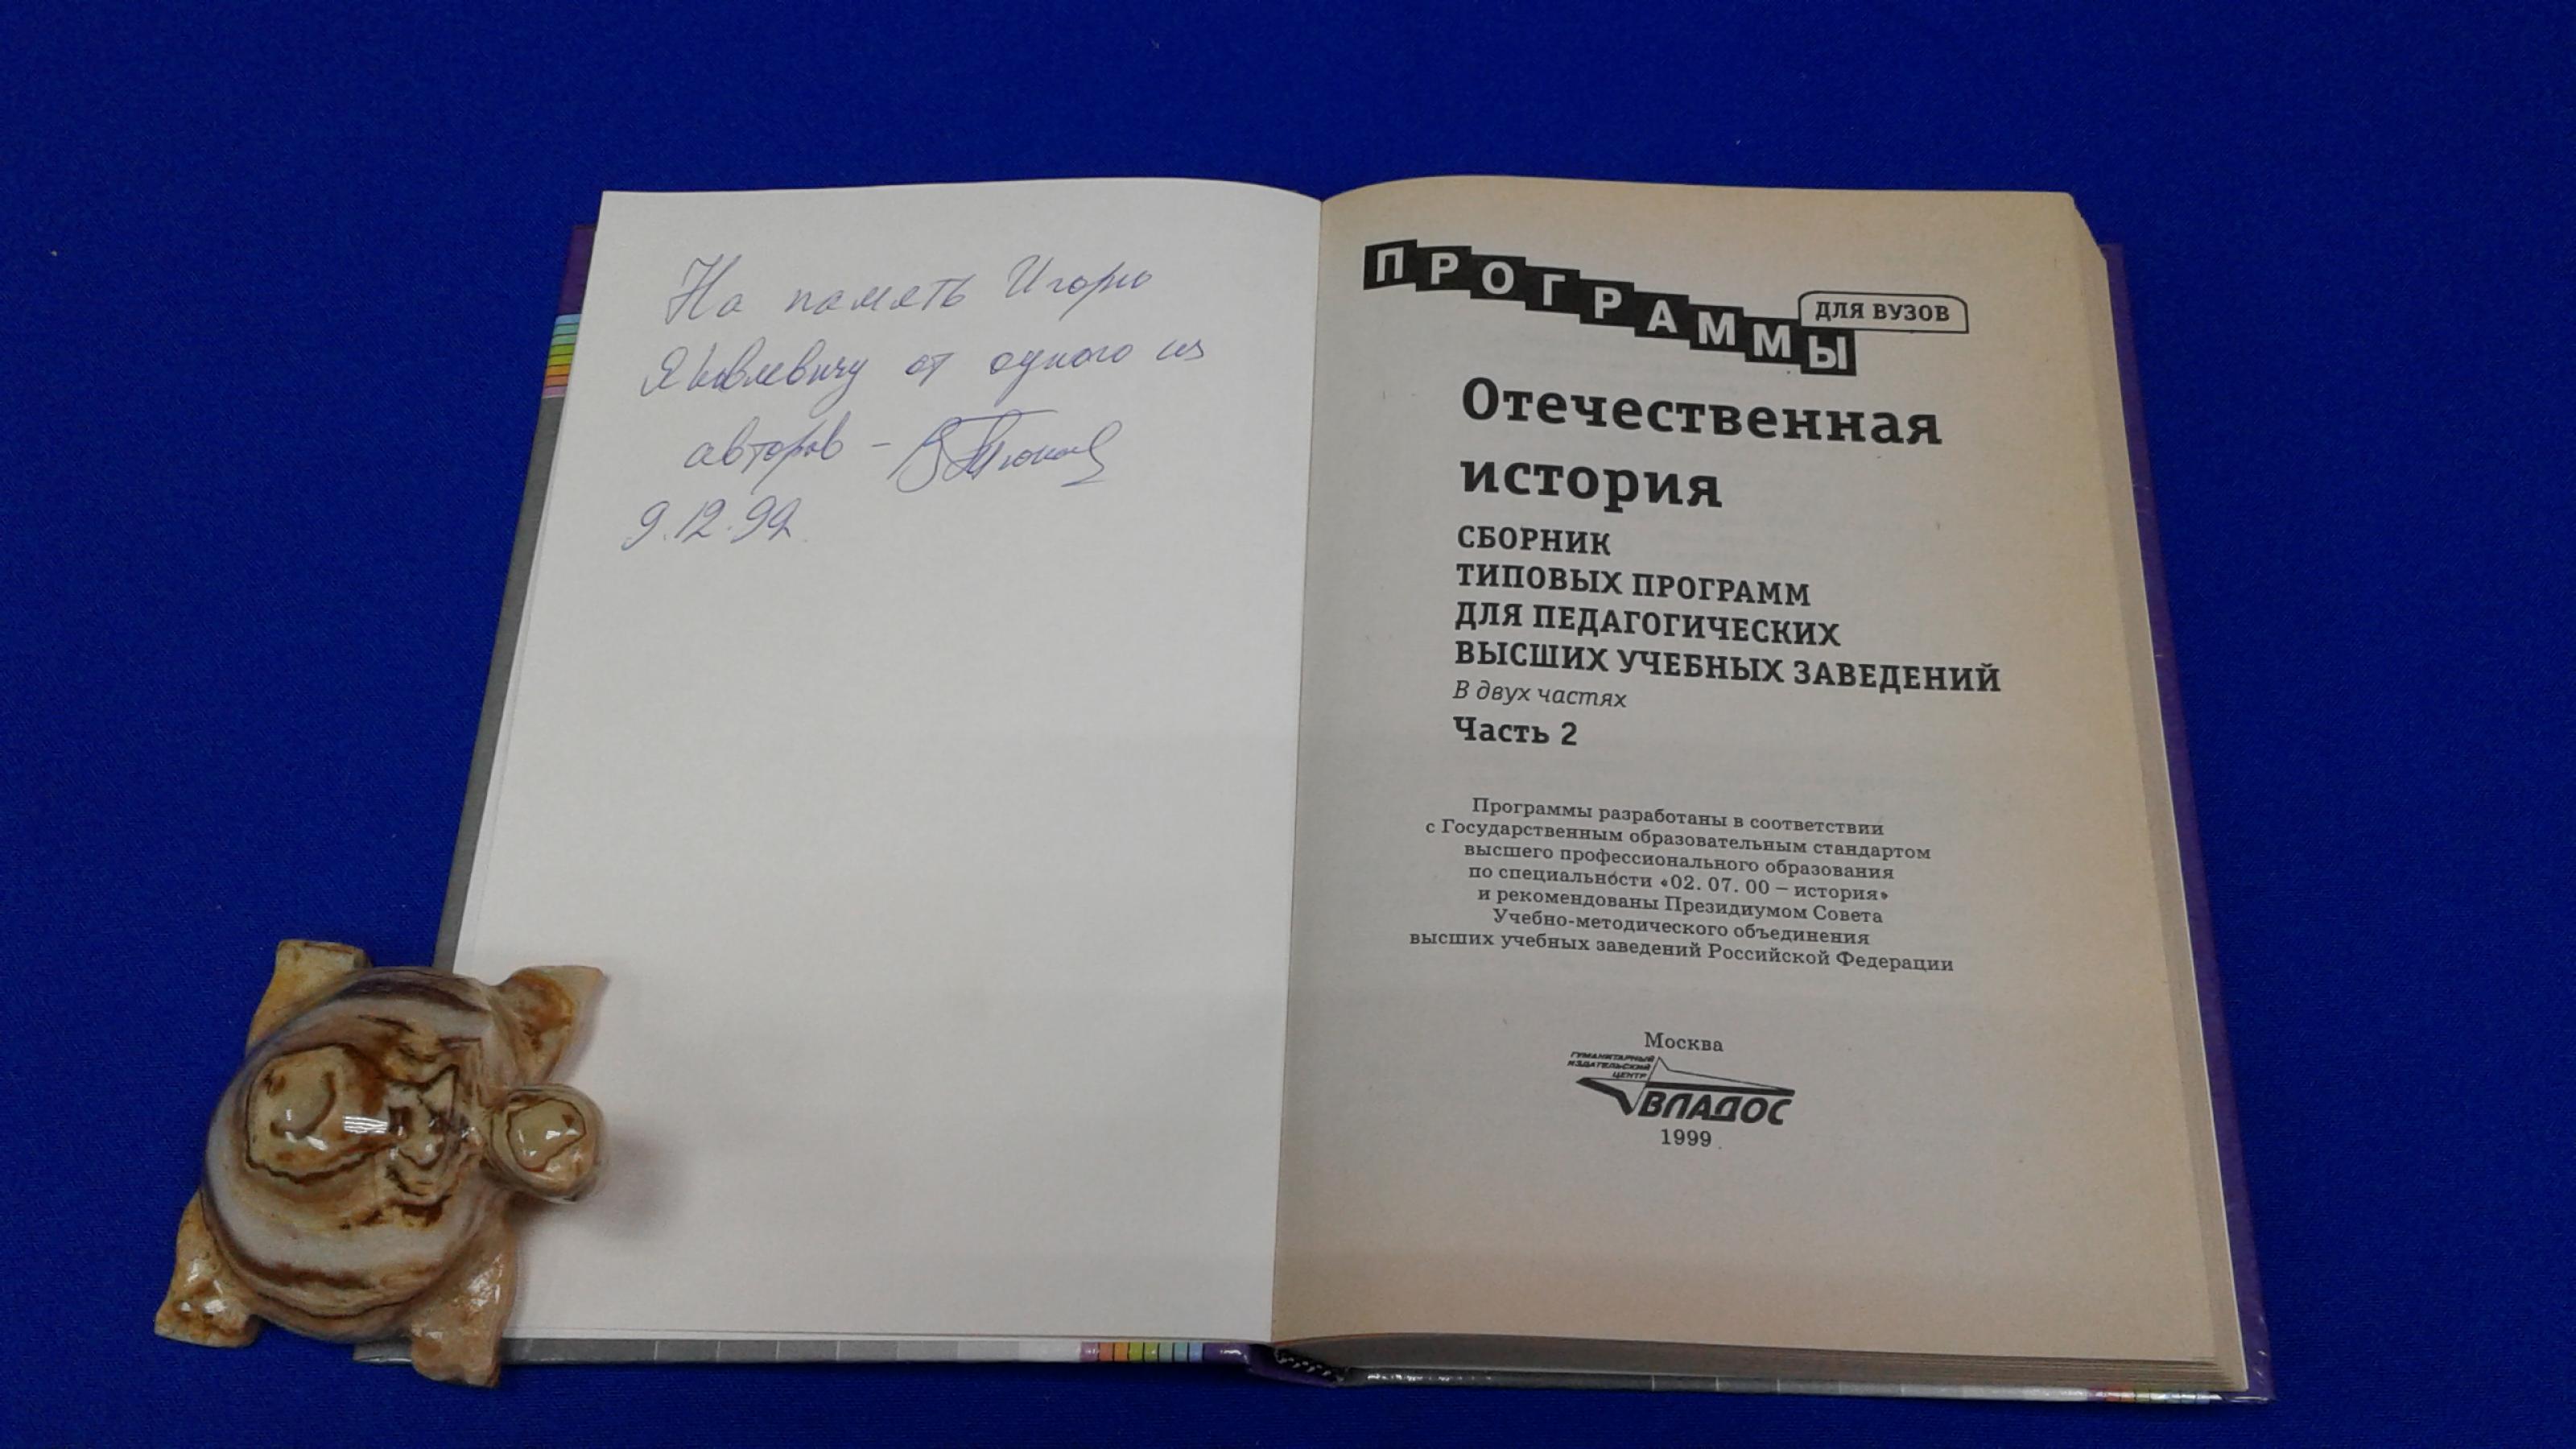 На память Игорю
Яковлевичу от одного из
авторов –
9.12.99.
ПРОГРАММЫ
ДЛЯ ВУЗОВ
Отечественная
история
СБОРНИК
ТИПОВЫХ ПРОГРАММ
ДЛЯ ПЕДАГОГИЧЕСКИХ
ВЫСШИХ УЧЕБНЫХ ЗАВЕДЕНИЙ
В двух частях
Часть 2
Программы разработаны в соответствии
с Государственным образовательным стандартом
высшего профессионального образования
по специальности «02. 07. 00 – история»
и рекомендованы Президиумом Совета
Учебно-методического объединения
высших учебных заведений Российской Федерации
Москва
ГУМАНИТАРНЫЙ
ИЗДАТЕЛЬСКИЙ
ЦЕНТР
ВЛАДОС
1999